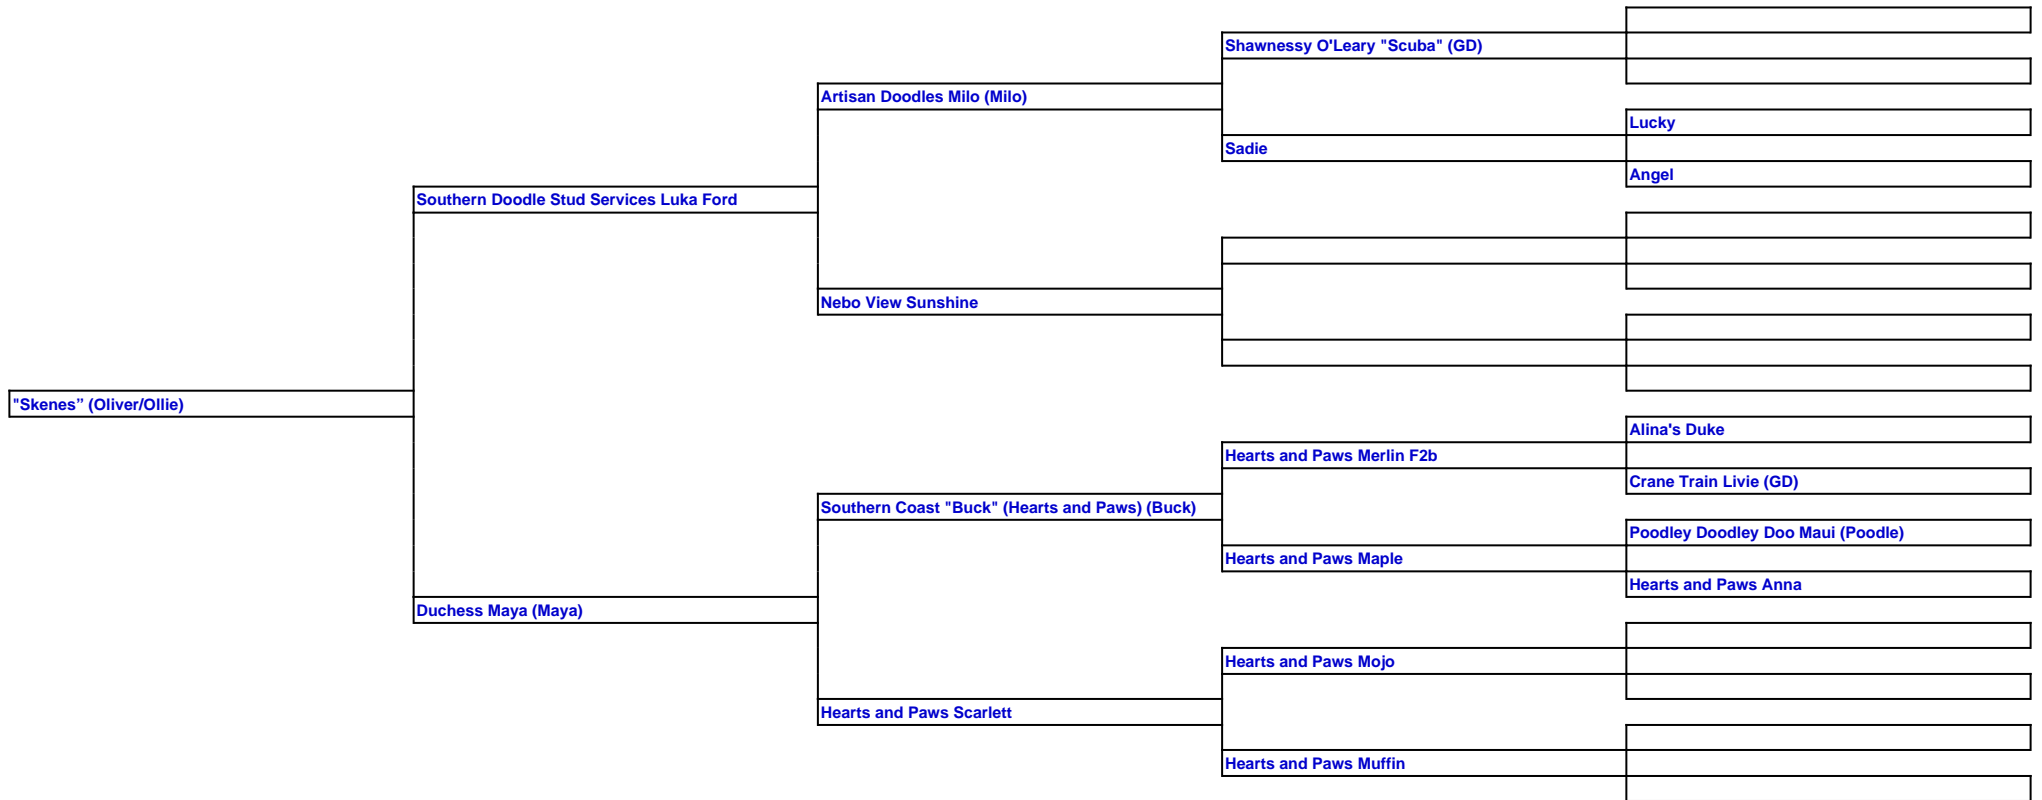 Shawnessy O'Leary "Scuba" (GD)
Artisan Doodles Milo (Milo)
Lucky
Sadie
Angel
Southern Doodle Stud Services Luka Ford
Nebo View Sunshine
"Skenes” (Oliver/Ollie)
Alina's Duke
Hearts and Paws Merlin F2b
Crane Train Livie (GD)
Southern Coast "Buck" (Hearts and Paws) (Buck)
Poodley Doodley Doo Maui (Poodle)
Hearts and Paws Maple
Hearts and Paws Anna
Duchess Maya (Maya)
Hearts and Paws Mojo
Hearts and Paws Scarlett
Hearts and Paws Muffin